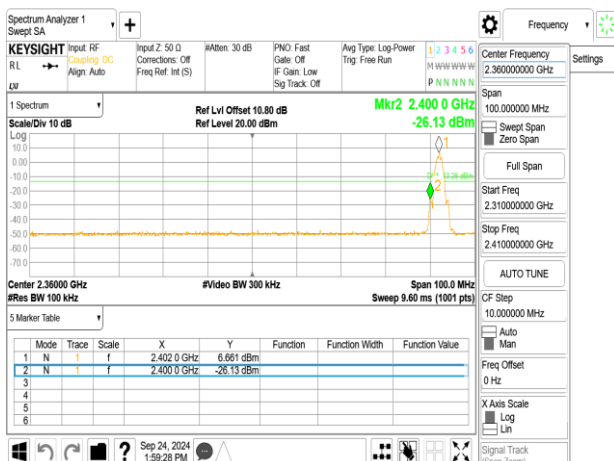 Spectrum Analyzer 1
Swept SA
Frequency
KEYSIGHT
RL
Input: RF
Coupling: DC
Align: Auto
Input Z: 50 Ω
Corrections: Off
Freq Ref: Int (S)
#Atten: 30 dB
PNO: Fast
Gate: Off
IF Gain: Low
Sig Track: Off
Avg Type: Log-Power
Trig: Free Run
1 2 3 4 5 6
M W W W W W
P N N N N N
1 Spectrum
Scale/Div 10 dB
Ref Lvl Offset 10.80 dB
Ref Level 20.00 dBm
Mkr2 2.400 0 GHz
-26.13 dBm
Log
10.0
0.00
-10.0
-20.0
-30.0
-40.0
-50.0
-60.0
-70.0
1
2
Center 2.36000 GHz
#Res BW 100 kHz
#Video BW 300 kHz
Span 100.0 MHz
Sweep 9.60 ms (1001 pts)
5 Marker Table
Mode Trace Scale X Y Function Function Width Function Value
1 N 1 f 2.402 0 GHz 6.661 dBm
2 N 1 f 2.400 0 GHz -26.13 dBm
3
4
5
6
Sep 24, 2024
1:59:28 PM
Center Frequency
2.360000000 GHz
Settings
Span
100.000000 MHz
Swept Span
Zero Span
Full Span
Start Freq
2.310000000 GHz
Stop Freq
2.410000000 GHz
AUTO TUNE
CF Step
10.000000 MHz
Auto
Man
Freq Offset
0 Hz
X Axis Scale
Log
Lin
Signal Track
(Span Zoom)